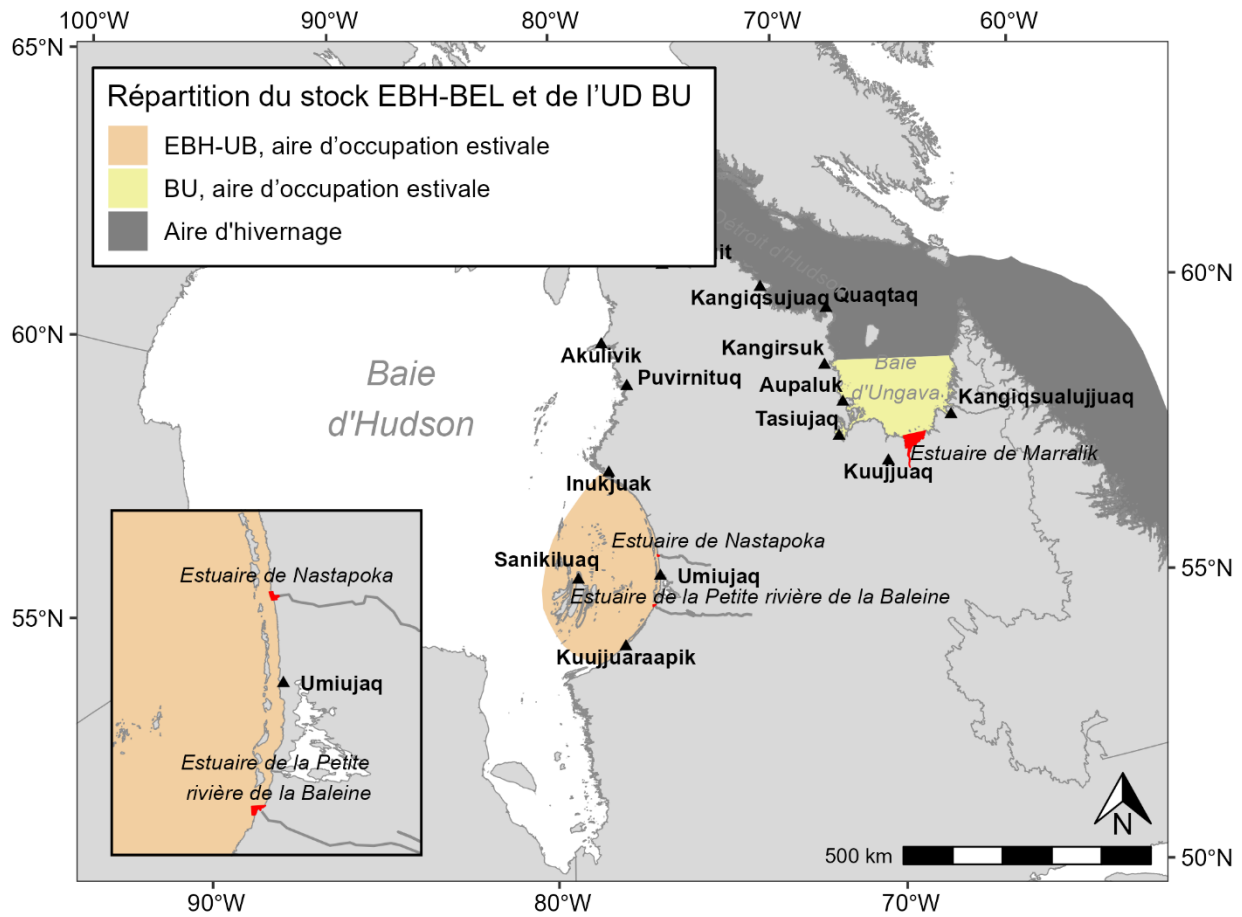 100°W 80°W 70°W 60°W
65°N
Répartition du stock EBH-BEL et de l'UD BU
EBH-UB, aire d'occupation estivale
BU, aire d'occupation estivale
Aire d'hivernage
Détroit d'Hudson
it
60°N
Kangiqsujuaq
Quaqtaq
60°N
Akulivik
Kangirsuk
Baie
d'Hudson
Baie
d'Ungava
Puvirnituq
Aupaluk
Kangiqsualujjuaq
Tasiujaq
Estuaire de Marralik
Kuujjuaq
Inukjuak
Estuaire de Nastapoka
Sanikiluaq
Umiujaq
55°N
Estuaire de la Petite rivière de la Baleine
55°N
Kuujjuaraapik
Estuaire de Nastapoka
Umiujaq
Estuaire de la Petite
rivière de la Baleine
N
500 km
50°N
90°W 80°W 70°W